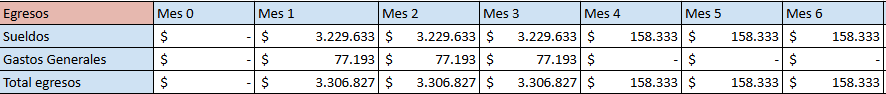 Egresos Mes 0 Mes 1 Mes 2 Mes 3 Mes 4 Mes 5 Mes 6
Sueldos $ - $ 3.229.633 $ 3.229.633 $ 3.229.633 $ 158.333 $ 158.333 $ 158.333
Gastos Generales $ - $ 77.193 $ 77.193 $ 77.193 $ - $ - $ -
Total egresos $ - $ 3.306.827 $ 3.306.827 $ 3.306.827 $ 158.333 $ 158.333 $ 158.333